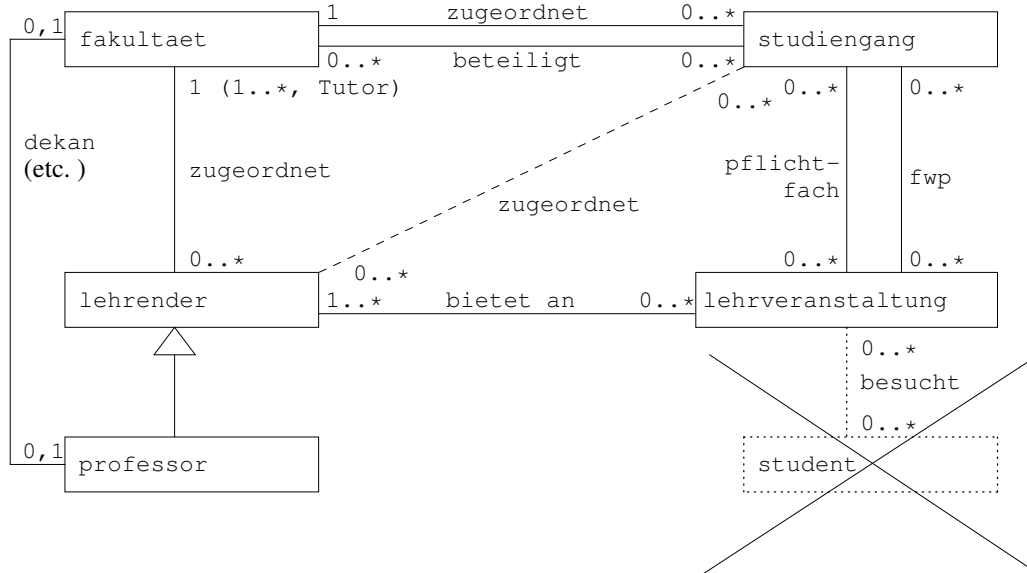 0,1
fakultaet
1
zugeordnet
0..*
studiengang
0..*
beteiligt
0..*
1 (1..*, Tutor)
0..*
0..*
0..*
dekan
(etc. )
zugeordnet
pflicht-
fach
fwp
zugeordnet
0..*
0..*
0..*
0..*
lehrender
1..*
bietet an
0..*
lehrveranstaltung
0..*
besucht
0..*
0,1
professor
student